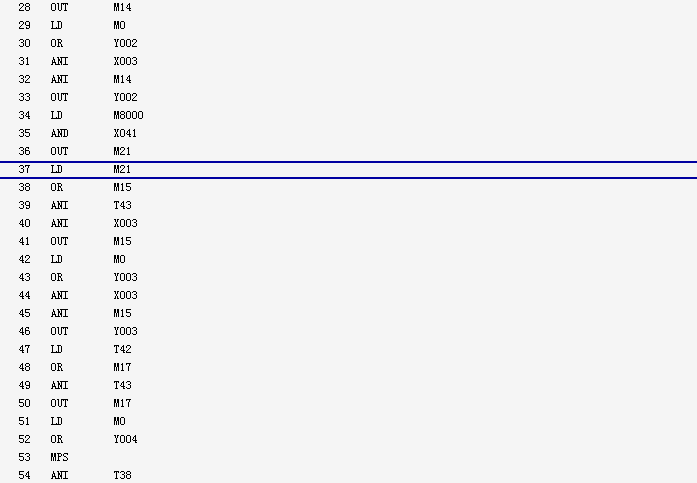 28 OUT M14
29 LD M0
30 OR Y002
31 ANI X003
32 ANI M14
33 OUT Y002
34 LD M8000
35 AND X041
36 OUT M21
37 LD M21
38 OR M15
39 ANI T43
40 ANI X003
41 OUT M15
42 LD M0
43 OR Y003
44 ANI X003
45 ANI M15
46 OUT Y003
47 LD T42
48 OR M17
49 ANI T43
50 OUT M17
51 LD M0
52 OR Y004
53 MPS
54 ANI T38